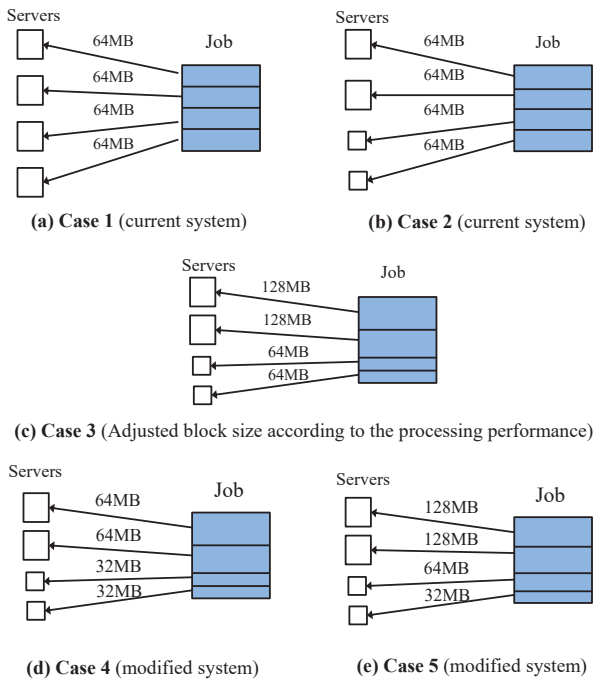 Servers
Job
64MB
64MB
64MB
64MB
(a) Case 1 (current system)
Servers
Job
64MB
64MB
64MB
64MB
(b) Case 2 (current system)
Servers
Job
128MB
128MB
64MB
64MB
(c) Case 3 (Adjusted block size according to the processing performance)
Servers
Job
64MB
64MB
32MB
32MB
(d) Case 4 (modified system)
Servers
Job
128MB
128MB
64MB
32MB
(e) Case 5 (modified system)